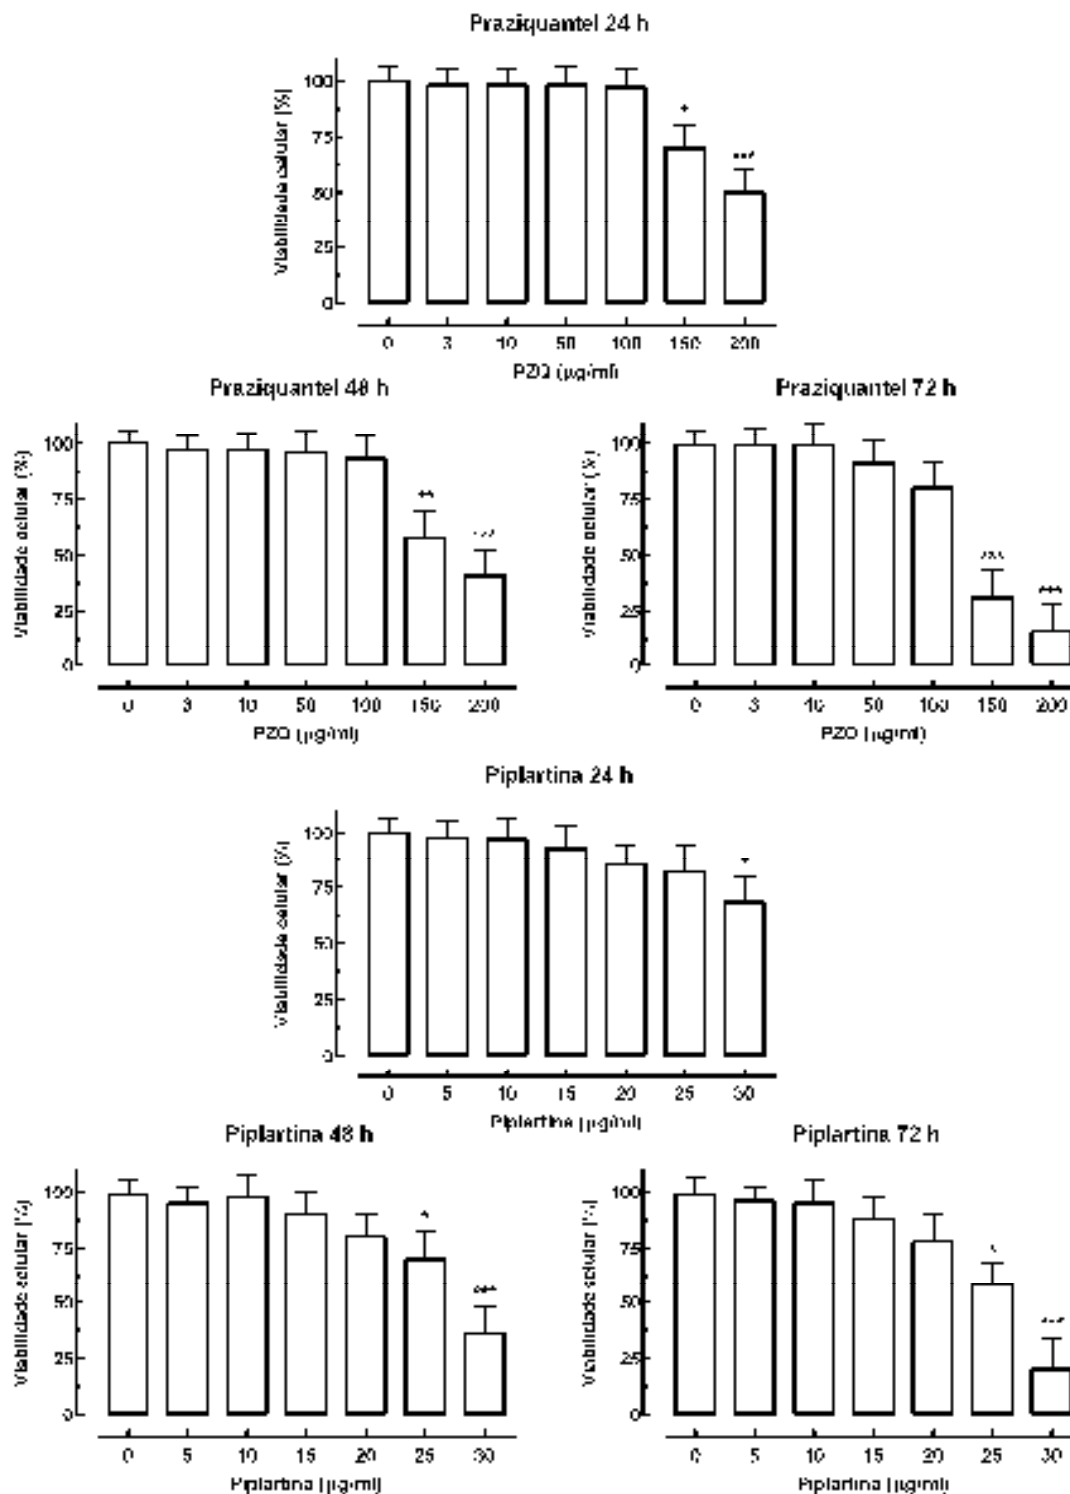 Praziquantel 24 h
Viabilidade celular (%)
100
75
50
25
0
*
***
0 3 10 50 100 150 200
PZQ (µg/ml)
Praziquantel 48 h
Viabilidade celular (%)
100
75
50
25
0
**
***
0 3 10 50 100 150 200
PZQ (µg/ml)
Praziquantel 72 h
Viabilidade celular (%)
100
75
50
25
0
***
***
0 3 10 50 100 150 200
PZQ (µg/ml)
Piplartina 24 h
Viabilidade celular (%)
100
75
50
25
0
*
0 5 10 15 20 25 30
Piplartina (µg/ml)
Piplartina 48 h
Viabilidade celular (%)
100
75
50
25
0
*
***
0 5 10 15 20 25 30
Piplartina (µg/ml)
Piplartina 72 h
Viabilidade celular (%)
100
75
50
25
0
*
***
0 5 10 15 20 25 30
Piplartina (µg/ml)